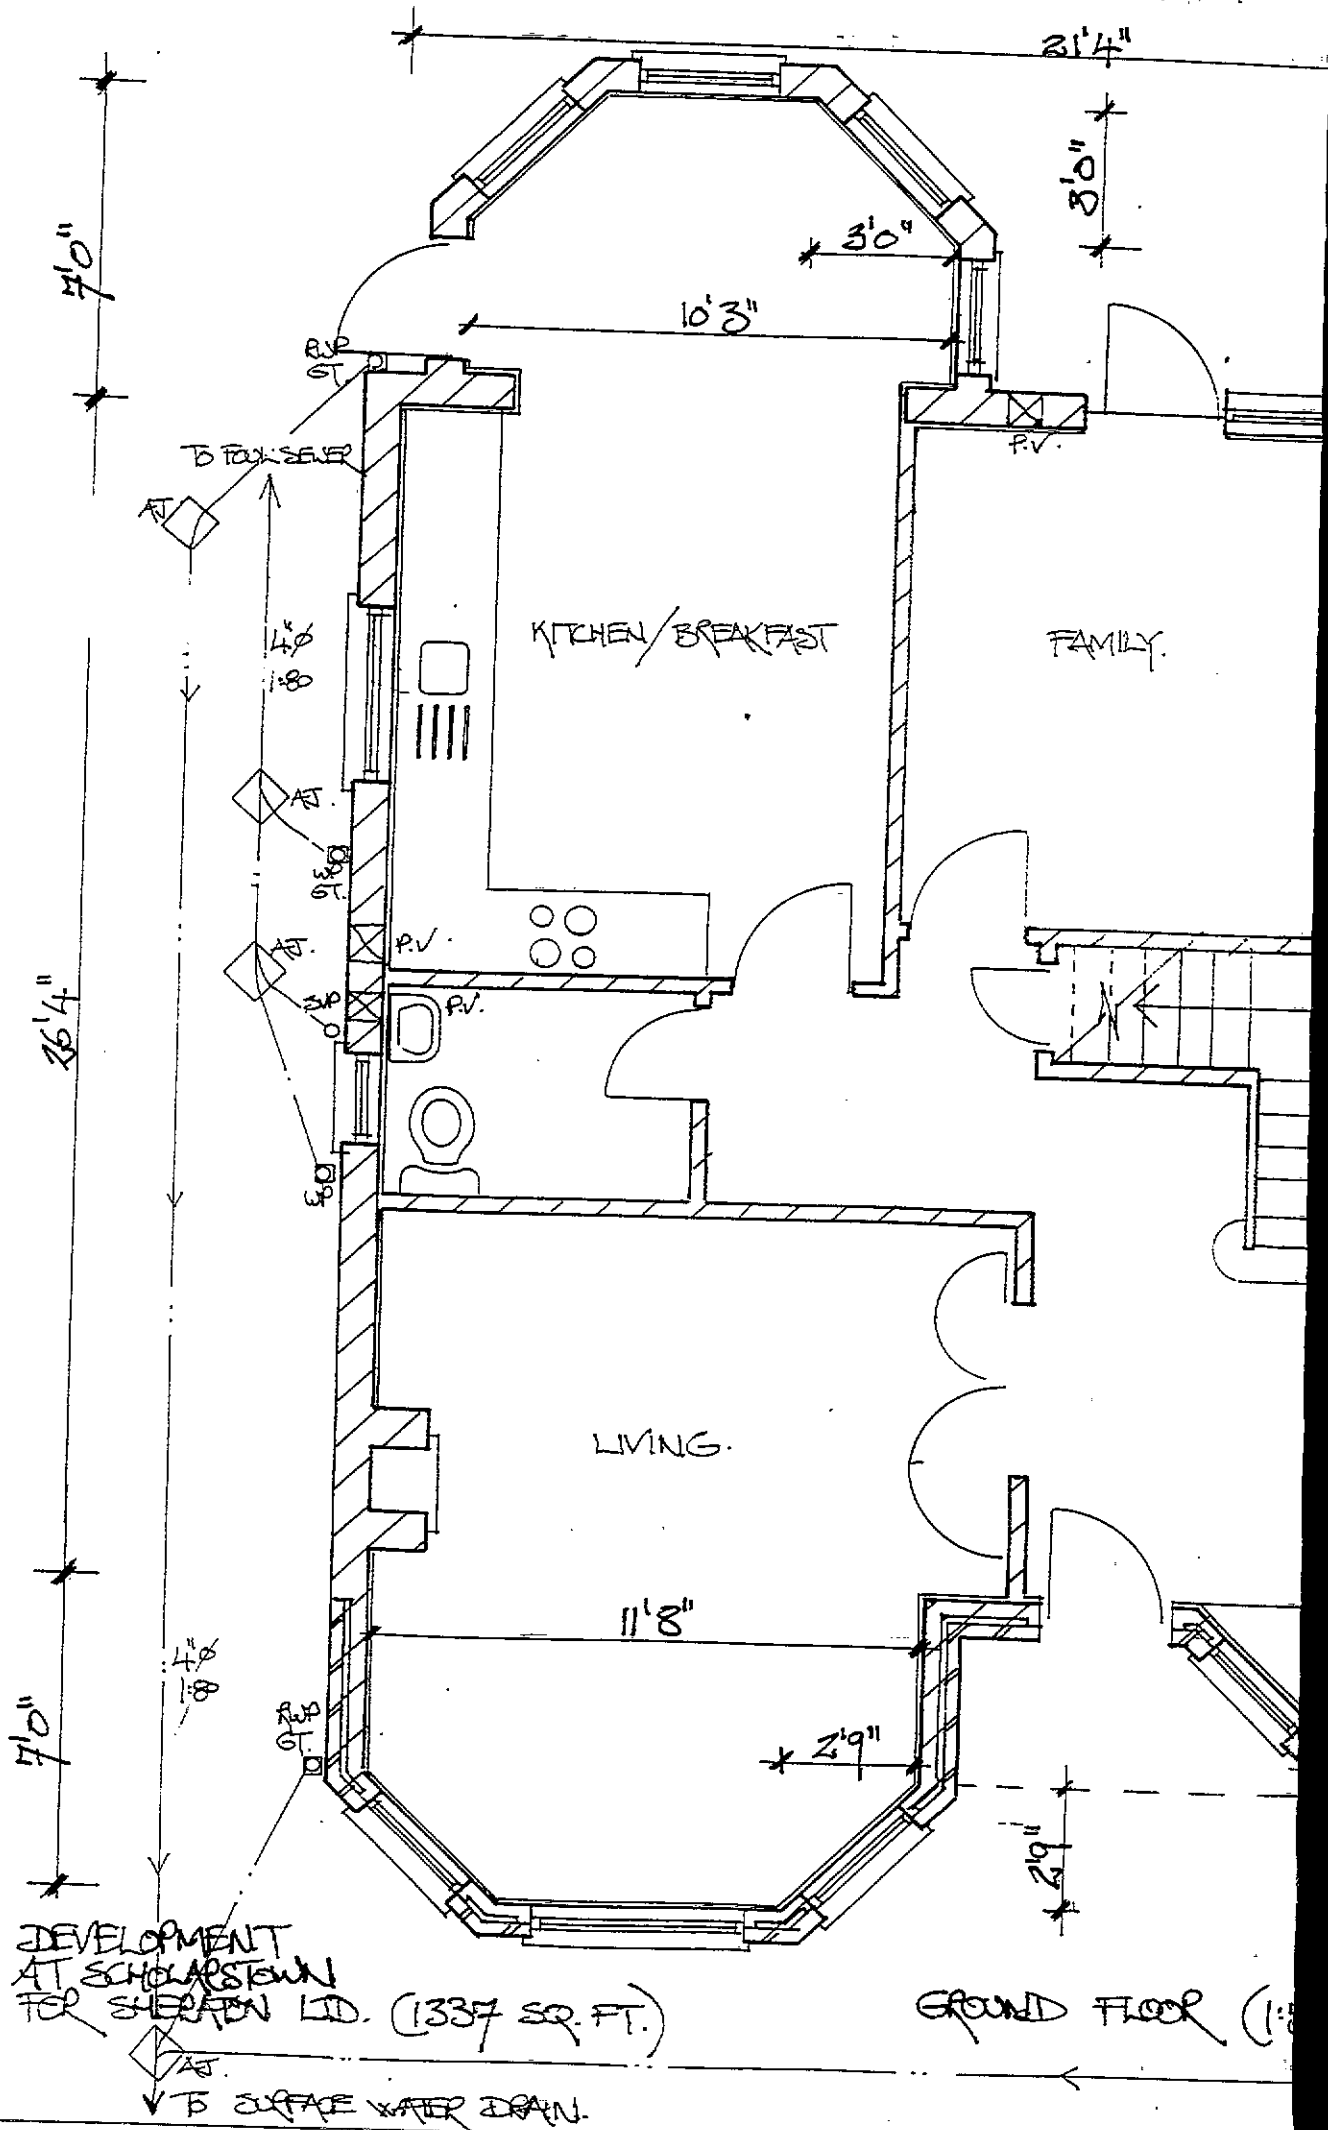 21'4"
3'0"
7'0"
3'0"
10'3"
RWP
GT.
P.V.
TO FOUL SEWER
AJ
4"ø
1:80
KITCHEN/BREAKFAST
FAMILY.
AJ.
WP
GT.
AJ.
P.V.
SVP
P.V.
26'4"
WP
LIVING.
11'8"
4"ø
1:80
RWP
GT.
7'0"
2'9"
2'9"
DEVELOPMENT
AT SCHOLARSTOWN
FOR SHERATON LTD. (1337 SQ. FT.)
GROUND FLOOR (1:
AJ.
TO SURFACE WATER DRAIN.